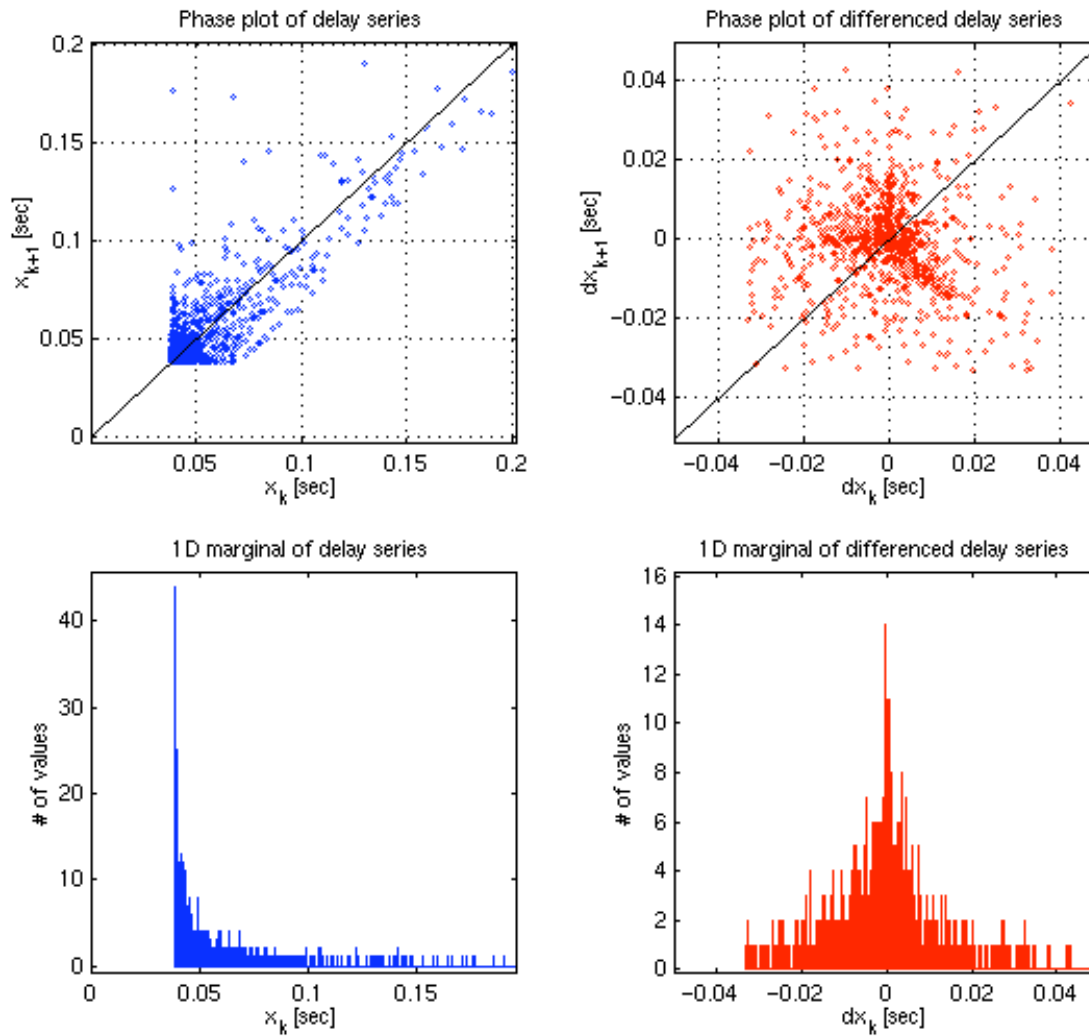 Phase plot of delay series
0.2
0.15
0.1
0.05
0
x_{k+1} [sec]
0.05 0.1 0.15 0.2
x_k [sec]
Phase plot of differenced delay series
0.04
0.02
0
−0.02
−0.04
dx_{k+1} [sec]
−0.04 −0.02 0 0.02 0.04
dx_k [sec]
1D marginal of delay series
40
30
20
10
0
# of values
0 0.05 0.1 0.15
x_k [sec]
1D marginal of differenced delay series
16
14
12
10
8
6
4
2
0
# of values
−0.04 −0.02 0 0.02 0.04
dx_k [sec]